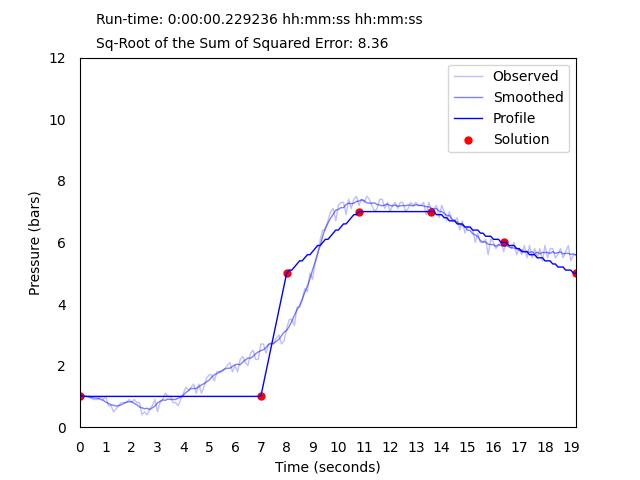 Run-time: 0:00:00.229236 hh:mm:ss hh:mm:ss
Sq-Root of the Sum of Squared Error: 8.36
12
10
8
6
4
2
0
Pressure (bars)
Observed
Smoothed
Profile
Solution
0 1 2 3 4 5 6 7 8 9 10 11 12 13 14 15 16 17 18 19
Time (seconds)